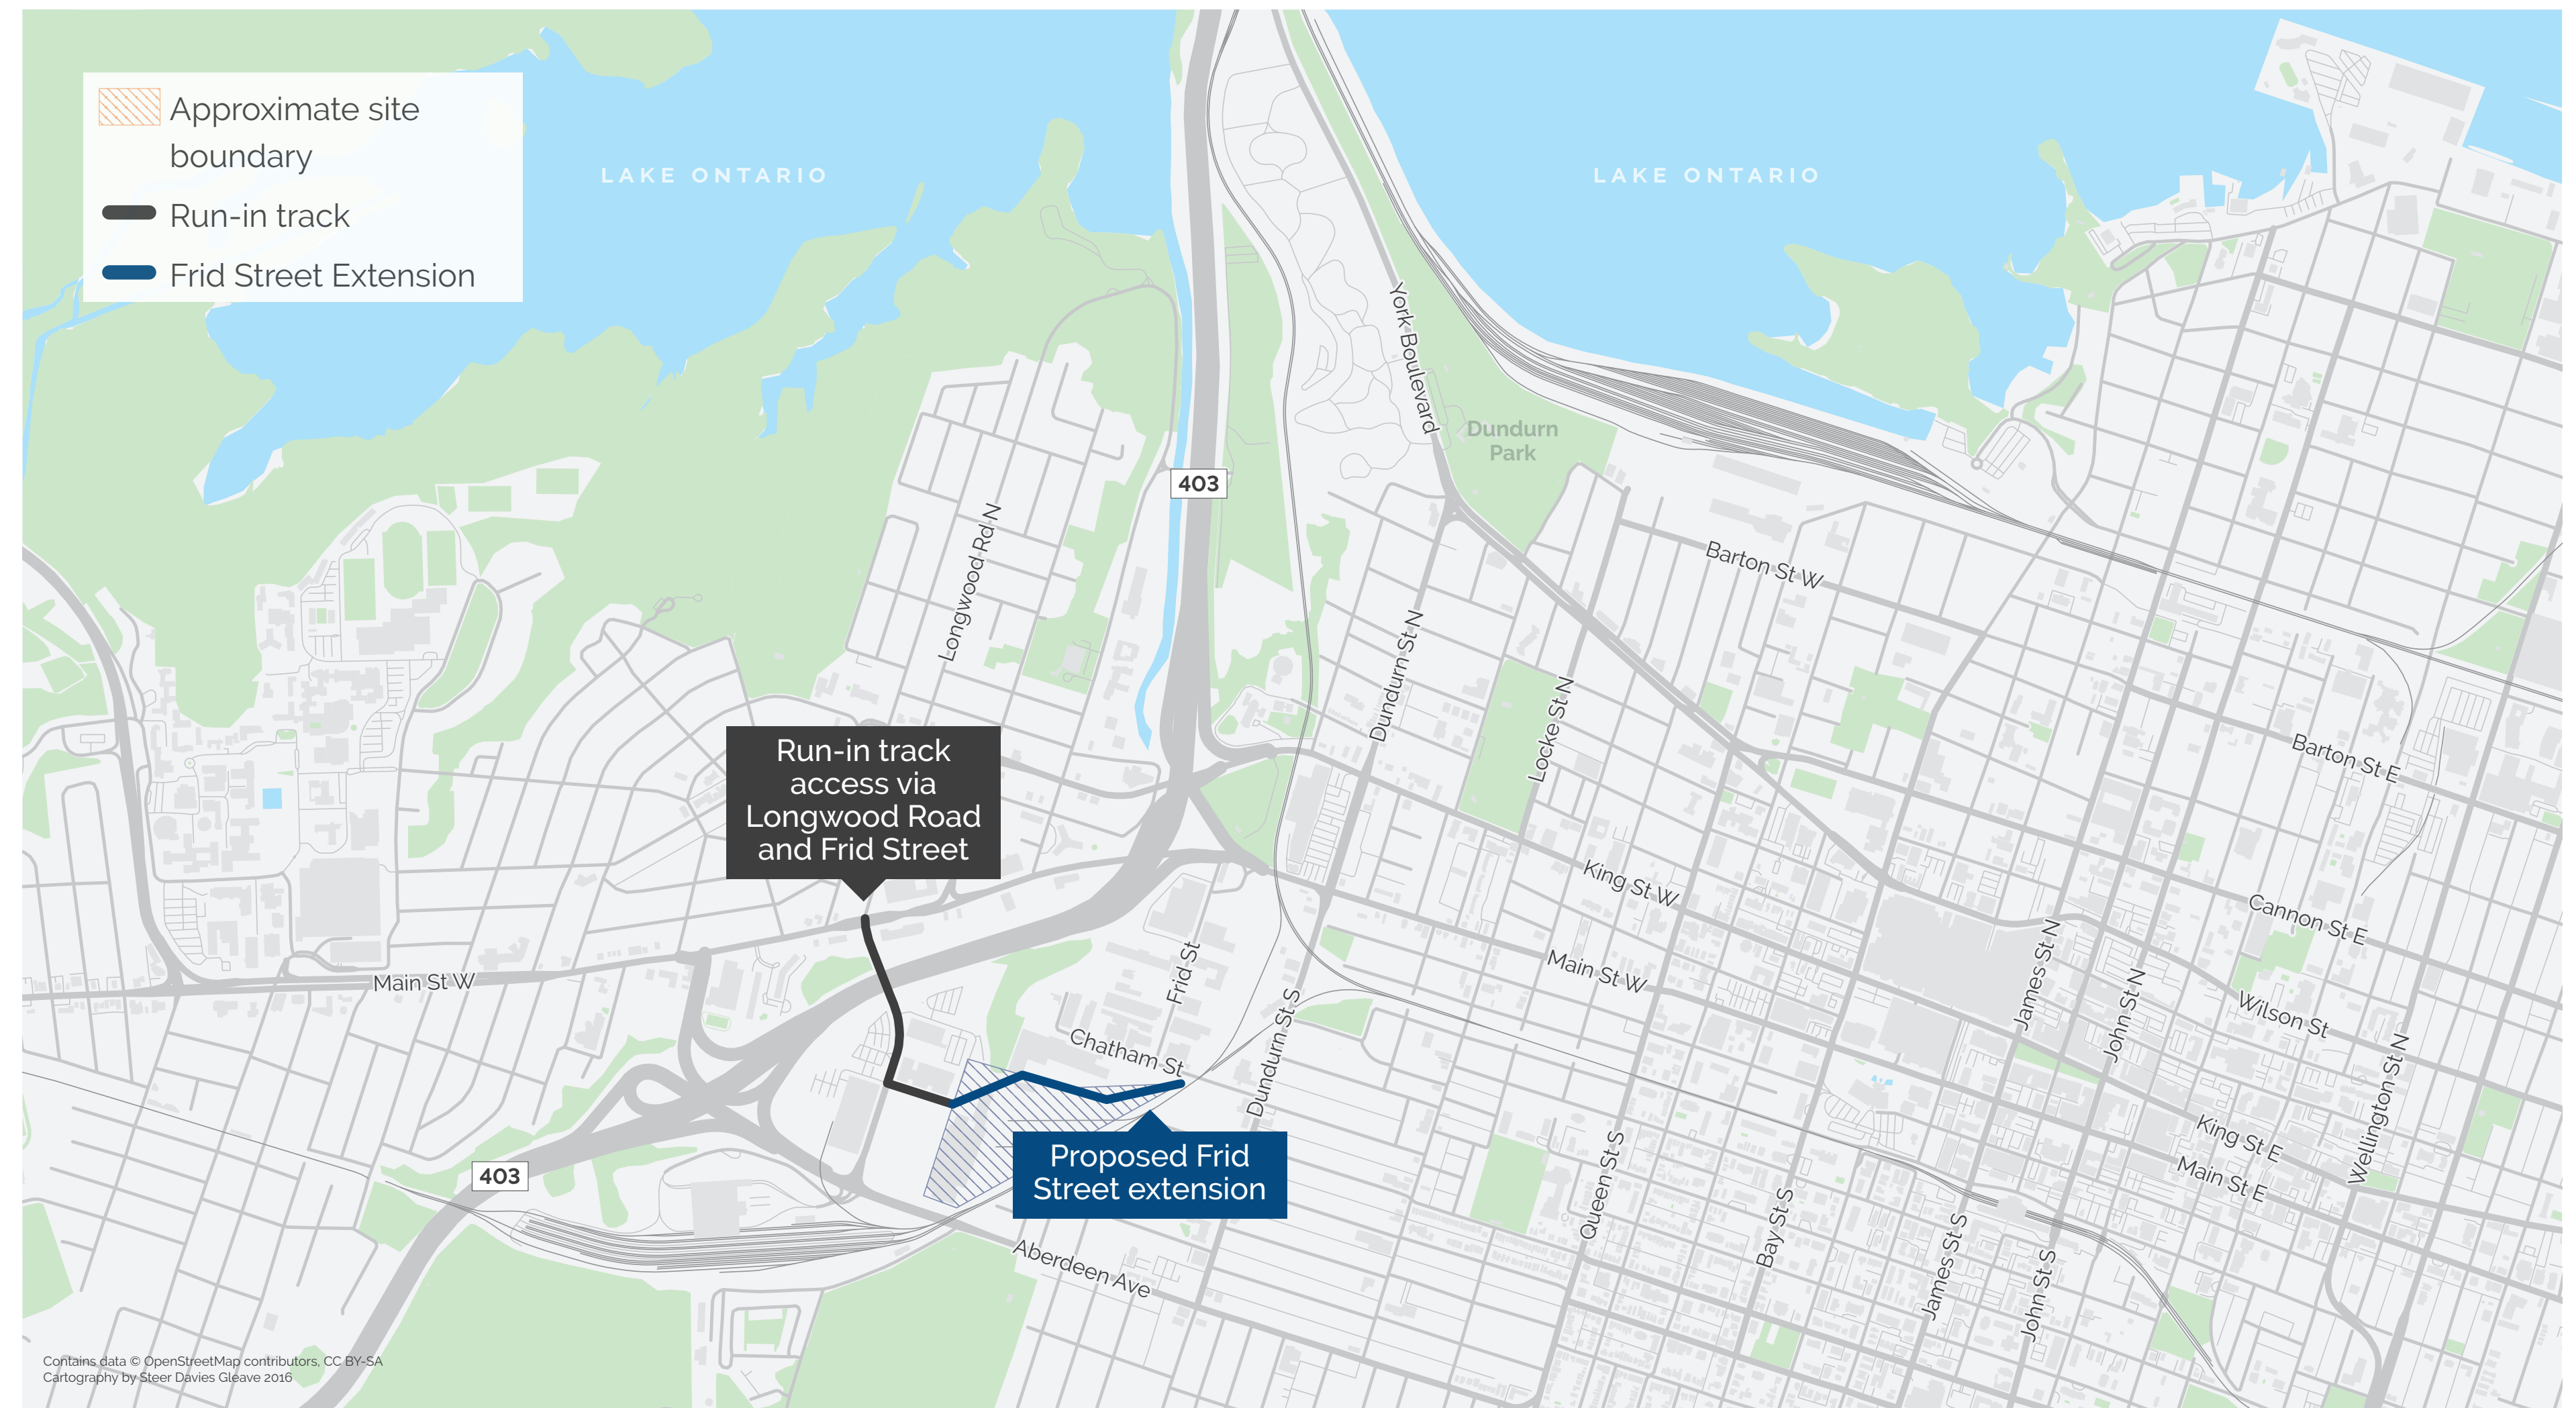 Approximate site
boundary
Run-in track
Frid Street Extension
LAKE ONTARIO
LAKE ONTARIO
York Boulevard
Dundurn
Park
403
Longwood Rd N
Barton St W
Dundurn St N
Locke St N
Barton St E
Run-in track
access via
Longwood Road
and Frid Street
King St W
Cannon St E
Main St W
Frid St
Main St W
James St N
John St N
Wilson St
Chatham St
Dundurn St S
Wellington St N
King St E
Main St E
403
Proposed Frid
Street extension
Queen St S
Bay St S
James St S
John St S
Aberdeen Ave
Contains data © OpenStreetMap contributors, CC BY-SA
Cartography by Steer Davies Gleave 2016